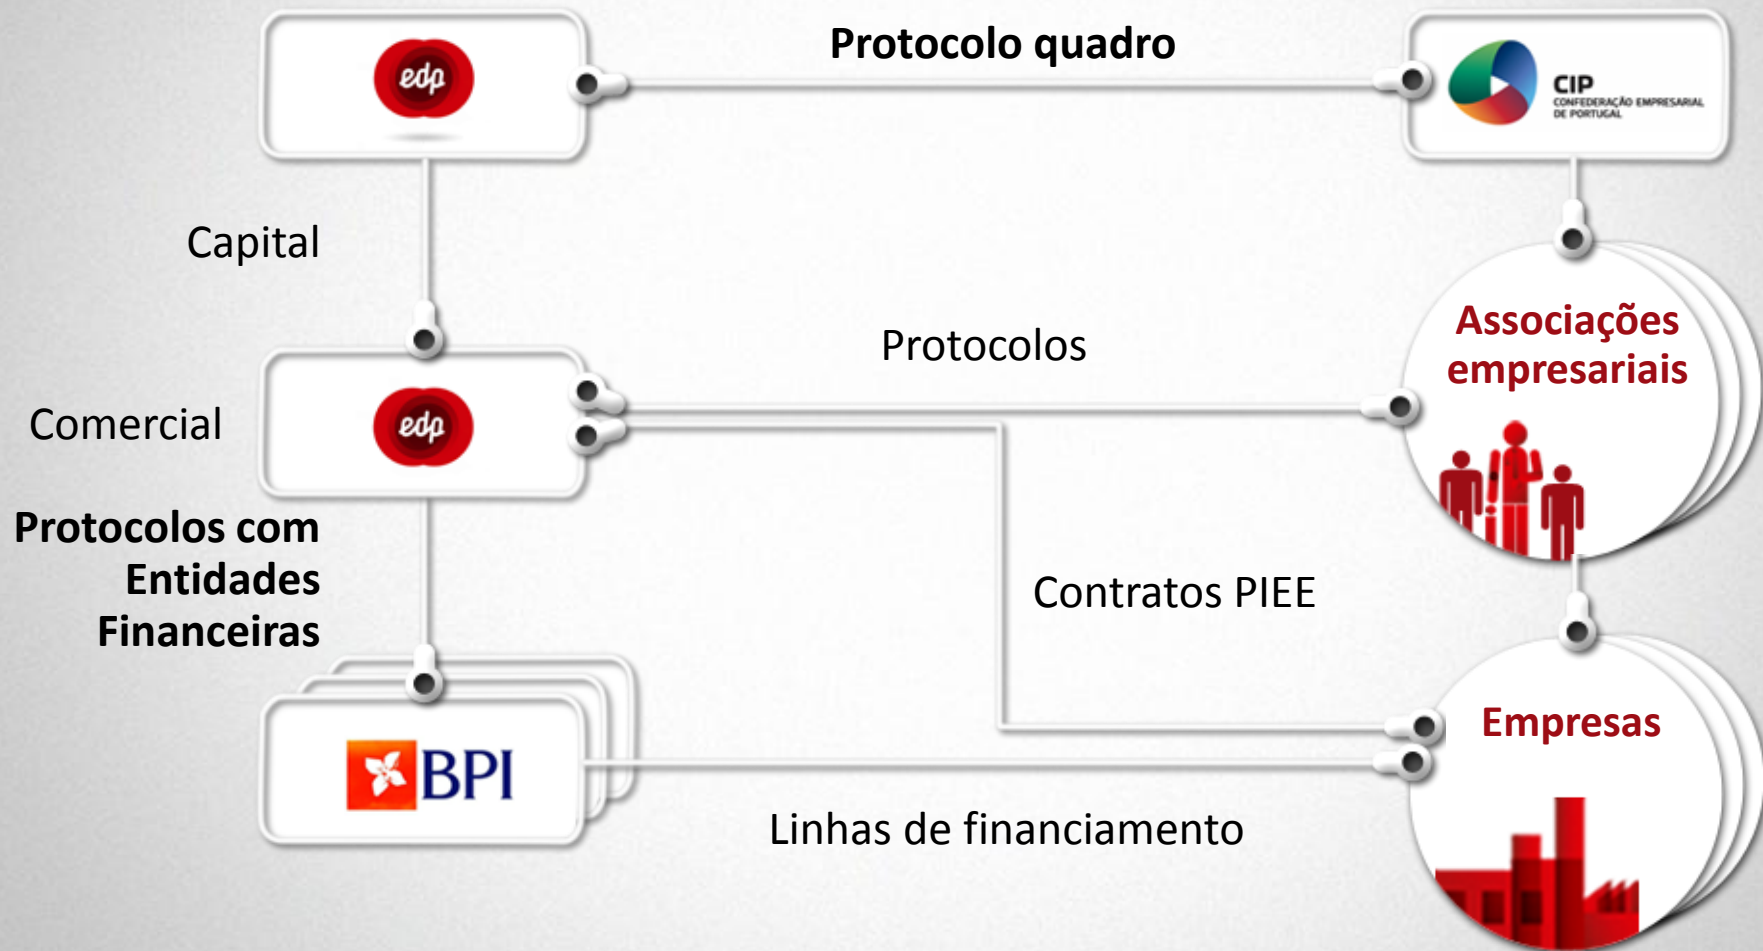 edp
Protocolo quadro
CIP
CONFEDERAÇÃO EMPRESARIAL
DE PORTUGAL
Capital
Associações
empresariais
Protocolos
Comercial
edp
Protocolos com
Entidades
Financeiras
Contratos PIEE
Empresas
BPI
Linhas de financiamento